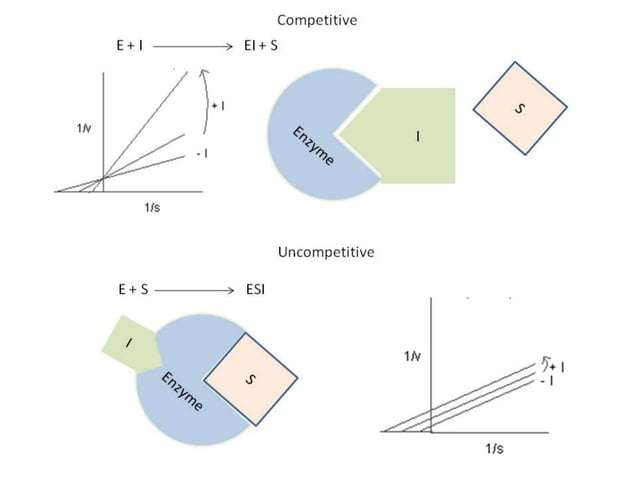 Competitive
E + I EI + S
1/v
+ I
- I
1/s
Enzyme
I
S
Uncompetitive
E + S ESI
I
Enzyme
S
1/v
+ I
- I
1/s